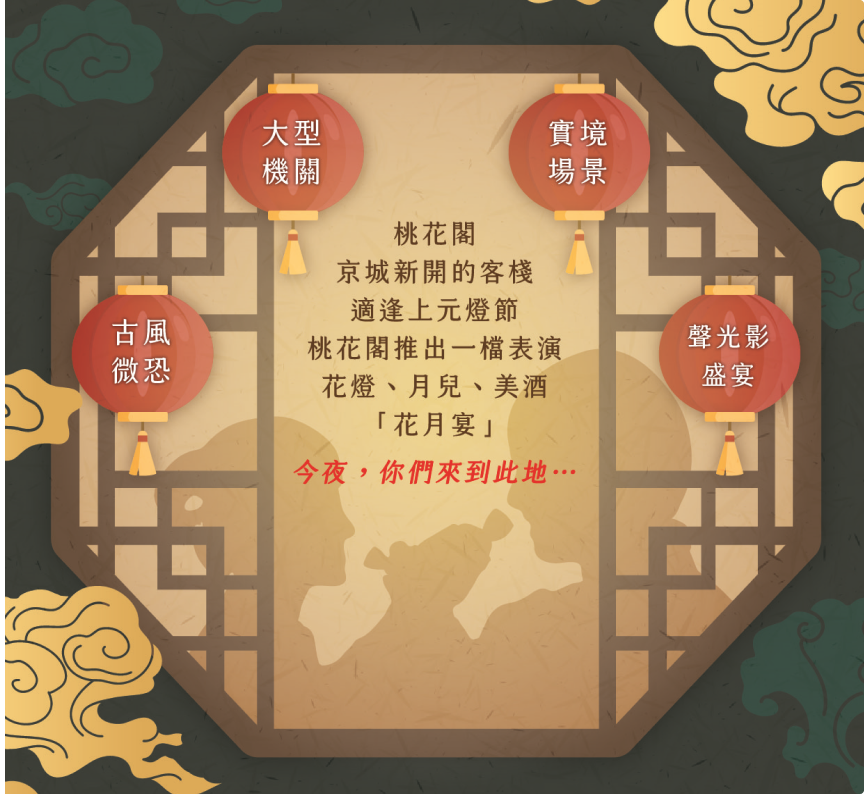 大型
機關
實境
場景
古風
微恐
聲光影
盛宴
桃花閣
京城新開的客棧
適逢上元燈節
桃花閣推出一檔表演
花燈、月兒、美酒
「花月宴」
今夜，你們來到此地…